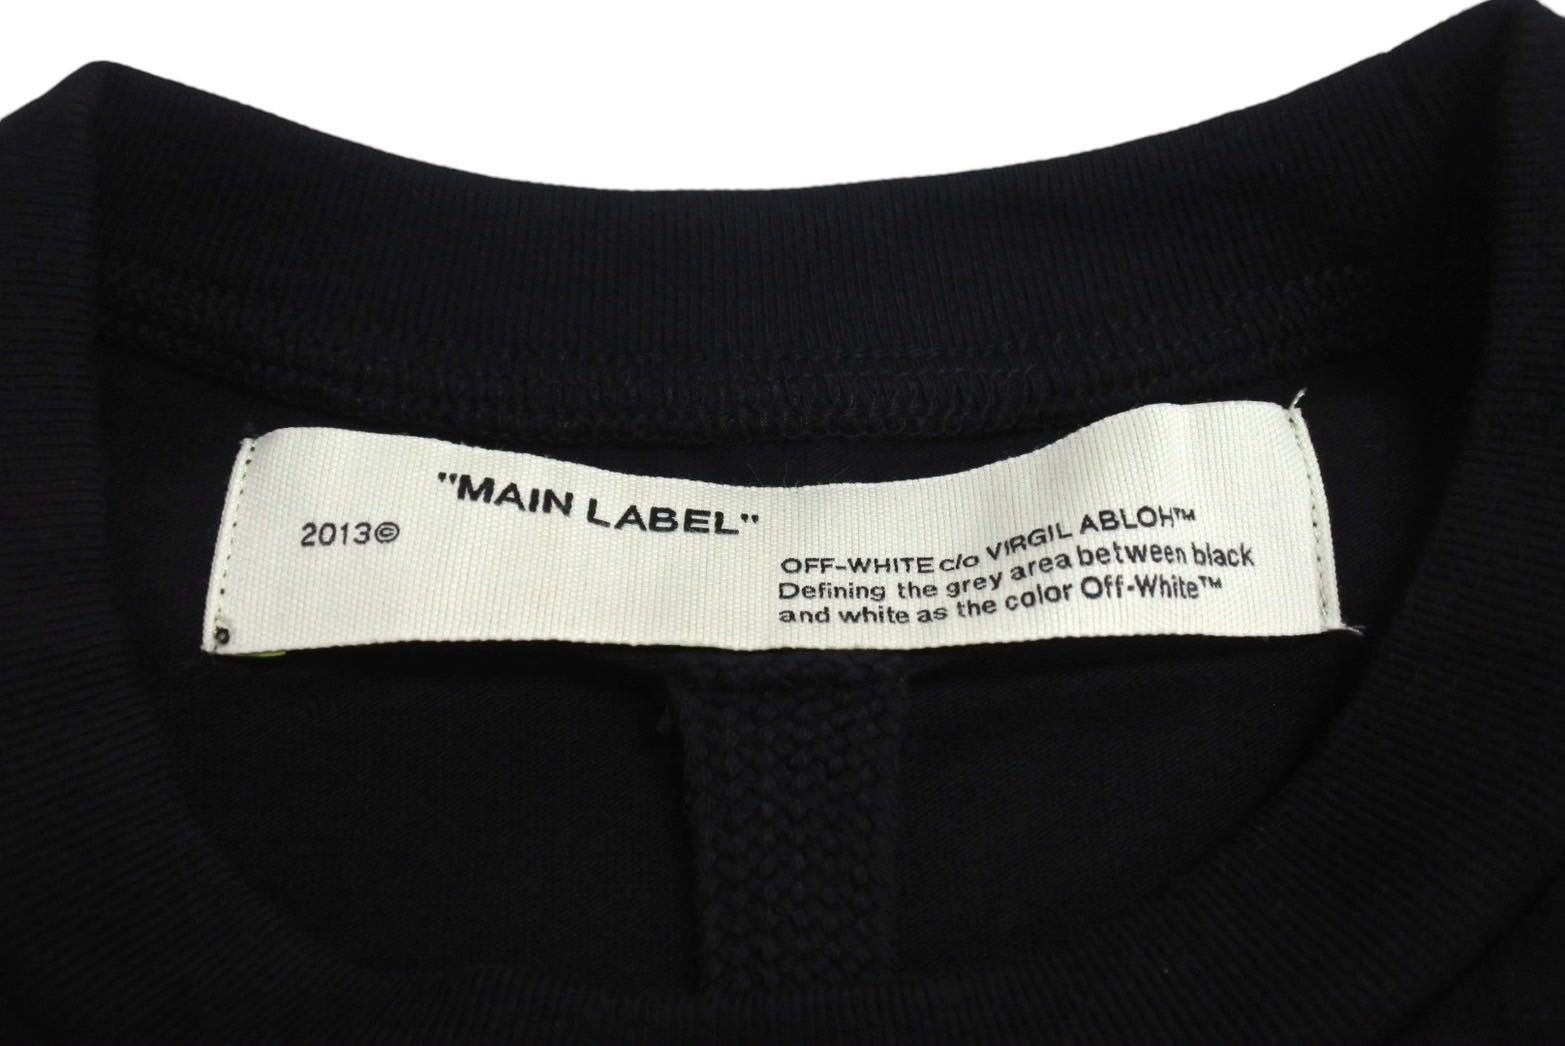 "MAIN LABEL"
2013©
OFF-WHITE c/o VIRGIL ABLOH™
Defining the grey area between black
and white as the color Off-White™